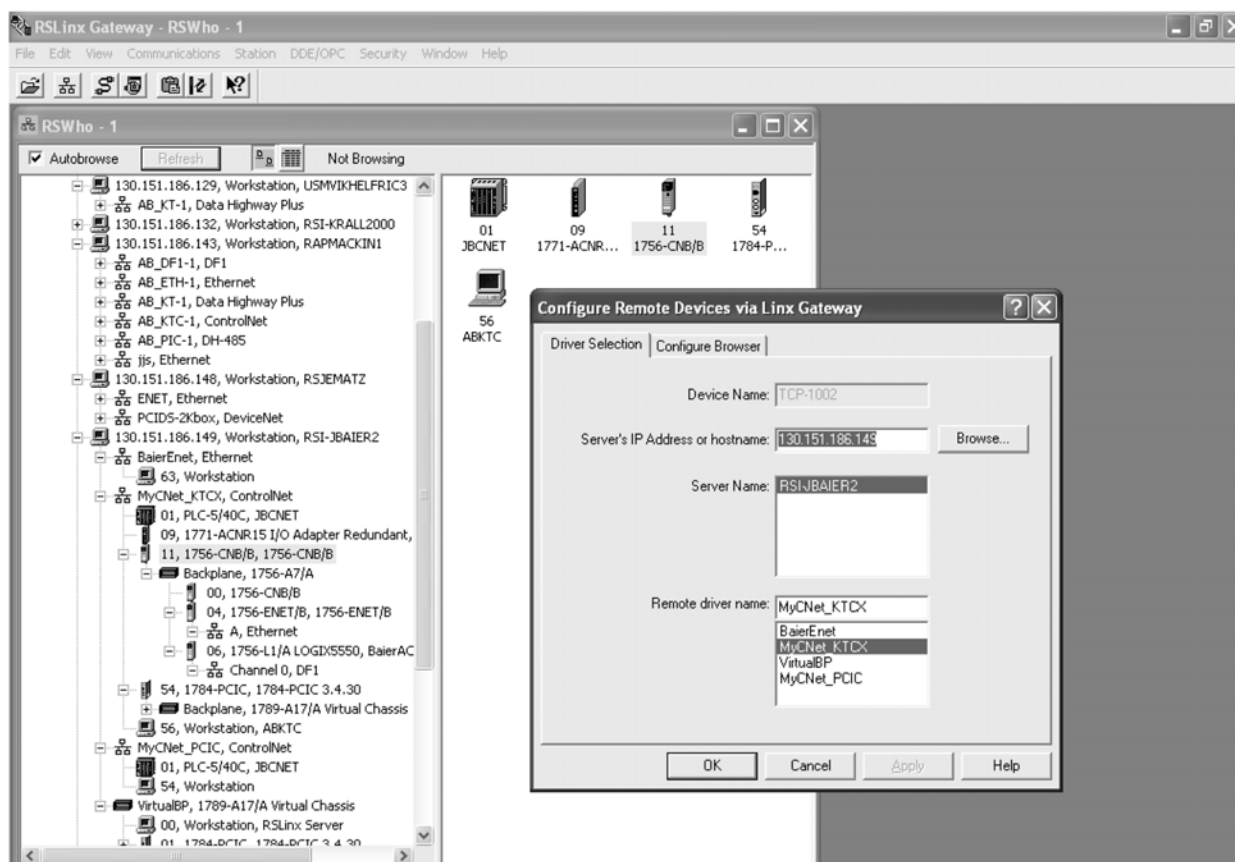 RSLinx Gateway - RSWho - 1
File Edit View Communications Station DDE/OPC Security Window Help
RSWho - 1
Autobrowse Refresh Not Browsing
130.151.186.129, Workstation, USMVIKHELFRIC3
AB_KT-1, Data Highway Plus
130.151.186.132, Workstation, RSI-KRALL2000
130.151.186.143, Workstation, RAPMACKIN1
AB_DF1-1, DF1
AB_ETH-1, Ethernet
AB_KT-1, Data Highway Plus
AB_KTC-1, ControlNet
AB_PIC-1, DH-485
jjs, Ethernet
130.151.186.148, Workstation, RSJEMATZ
ENET, Ethernet
PCIDS-2Kbox, DeviceNet
130.151.186.149, Workstation, RSI-JBAIER2
BaierEnet, Ethernet
63, Workstation
MyCNet_KTCX, ControlNet
01, PLC-5/40C, JBCNET
09, 1771-ACNR15 I/O Adapter Redundant,
11, 1756-CNB/B, 1756-CNB/B
Backplane, 1756-A7/A
00, 1756-CNB/B
04, 1756-ENET/B, 1756-ENET/B
A, Ethernet
06, 1756-L1/A LOGIX5550, BaierAC
Channel 0, DF1
54, 1784-PCIC, 1784-PCIC 3.4.30
Backplane, 1789-A17/A Virtual Chassis
56, Workstation, ABKTC
MyCNet_PCIC, ControlNet
01, PLC-5/40C, JBCNET
54, Workstation
VirtualBP, 1789-A17/A Virtual Chassis
00, Workstation, RSLinx Server
01, 1784-PCIC, 1784-PCIC 3.4.30
01 09 11 54
JBCNET 1771-ACNR... 1756-CNB/B 1784-P...
56
ABKTC
Configure Remote Devices via Linx Gateway
Driver Selection Configure Browser
Device Name: TCP-1002
Server's IP Address or hostname: 130.151.186.149 Browse...
Server Name: RSI-JBAIER2
Remote driver name: MyCNet_KTCX
BaierEnet
MyCNet_KTCX
VirtualBP
MyCNet_PCIC
OK Cancel Apply Help